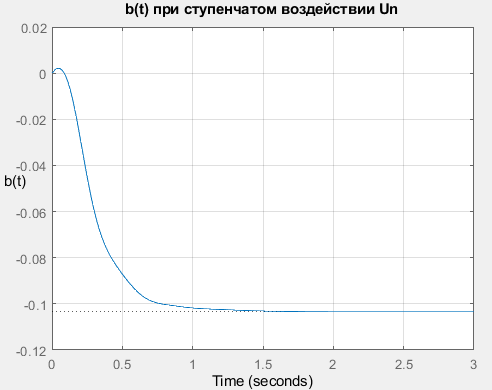 b(t) при ступенчатом воздействии Un
0.02
0
-0.02
-0.04
b(t)
-0.06
-0.08
-0.1
-0.12
0 0.5 1 1.5 2 2.5 3
Time (seconds)